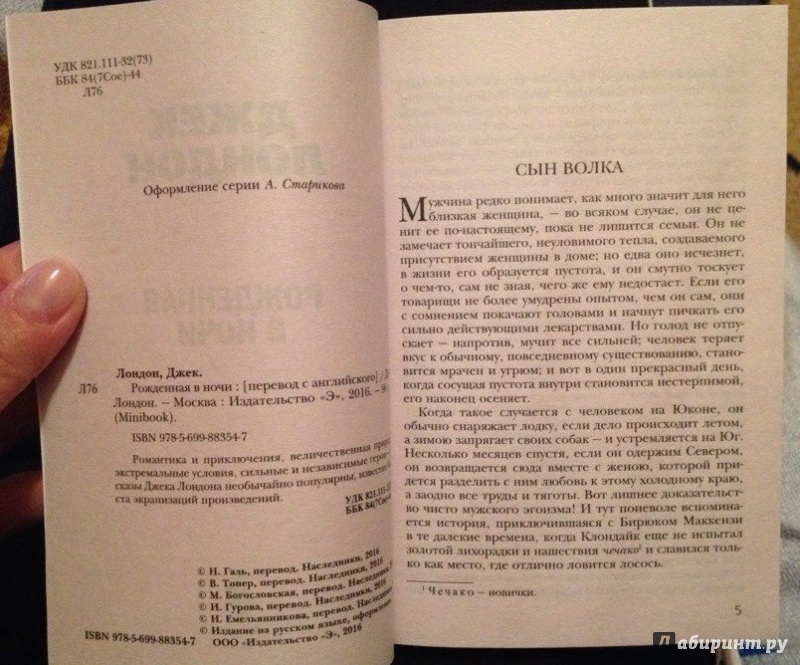 УДК 821.111-32(73)
ББК 84(7Сое)-44
Л76
Оформление серии А. Старикова
Лондон, Джек.
Л76 Рожденная в ночи : [перевод с английского] /
Лондон. – Москва : Издательство «Э», 2016. –
(Minibook).
ISBN 978-5-699-88354-7
Романтика и приключения, величественная
экстремальные условия, сильные и независимые
сказы Джека Лондона необычайно популярны,
ста экранизаций произведений.
УДК 821.111-
ББК 84(7Сое)-
© Н. Галь, перевод. Наследники, 2016
© В. Топер, перевод. Наследники, 2016
© М. Богословская, перевод. Наследники,
© И. Гурова, перевод. Наследники,
© Н. Емельянникова, перевод.
© Издание на русском языке, оформление.
ISBN 978-5-699-88354-7 ООО «Издательство «Э», 2016
СЫН ВОЛКА
Мужчина редко понимает, как много значит для него
близкая женщина, – во всяком случае, он не це-
нит ее по-настоящему, пока не лишится семьи. Он не
замечает тончайшего, неуловимого тепла, создаваемого
присутствием женщины в доме; но едва оно исчезнет,
в жизни его образуется пустота, и он смутно тоскует
о чем-то, сам не зная, чего же ему недостает. Если его
товарищи не более умудрены опытом, чем он сам, они
с сомнением покачают головами и начнут пичкать его
сильно действующими лекарствами. Но голод не отпу-
скает – напротив, мучит все сильней; человек теряет
вкус к обычному, повседневному существованию, стано-
вится мрачен и угрюм; и вот в один прекрасный день,
когда сосущая пустота внутри становится нестерпимой,
его наконец осеняет.
Когда такое случается с человеком на Юконе, он
обычно снаряжает лодку, если дело происходит летом,
а зимою запрягает своих собак – и устремляется на Юг.
Несколько месяцев спустя, если он одержим Севером,
он возвращается сюда вместе с женою, которой при-
дется разделить с ним любовь к этому холодному краю,
а заодно все труды и тяготы. Вот лишнее доказательст-
во чисто мужского эгоизма! И тут поневоле вспомина-
ется история, приключившаяся с Бирюком Маккензи
в те далекие времена, когда Клондайк еще не испытал
золотой лихорадки и нашествия чечако¹ и славился толь-
ко как место, где отлично ловится лосось.
¹ Чечако – новички.
5
Лабиринт.ру